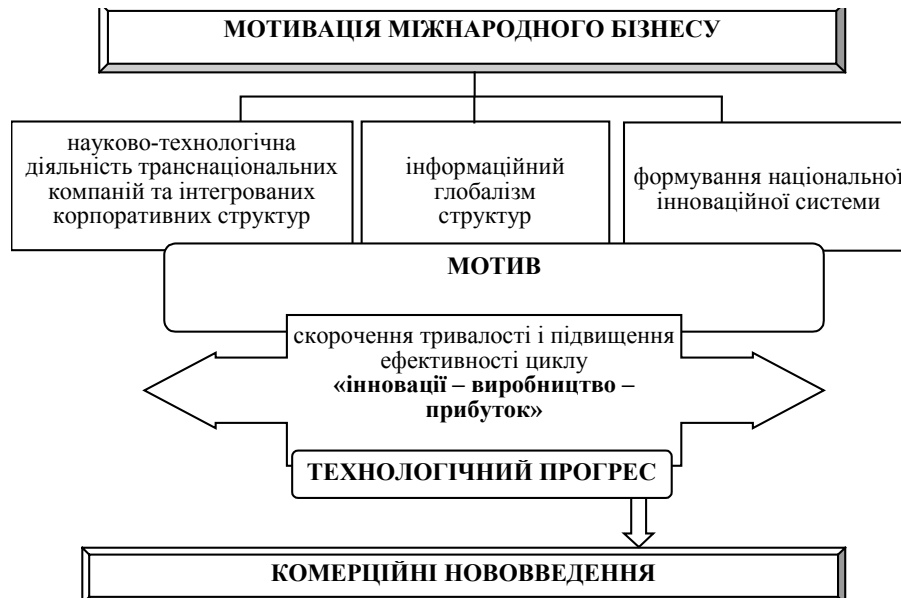 МОТИВАЦІЯ МІЖНАРОДНОГО БІЗНЕСУ
науково-технологічна
діяльність транснаціональних
компаній та інтегрованих
корпоративних структур
інформаційний
глобалізм
структур
формування національної
інноваційної системи
МОТИВ
скорочення тривалості і підвищення
ефективності циклу
«інновації – виробництво –
прибуток»
ТЕХНОЛОГІЧНИЙ ПРОГРЕС
КОМЕРЦІЙНІ НОВОВВЕДЕННЯ